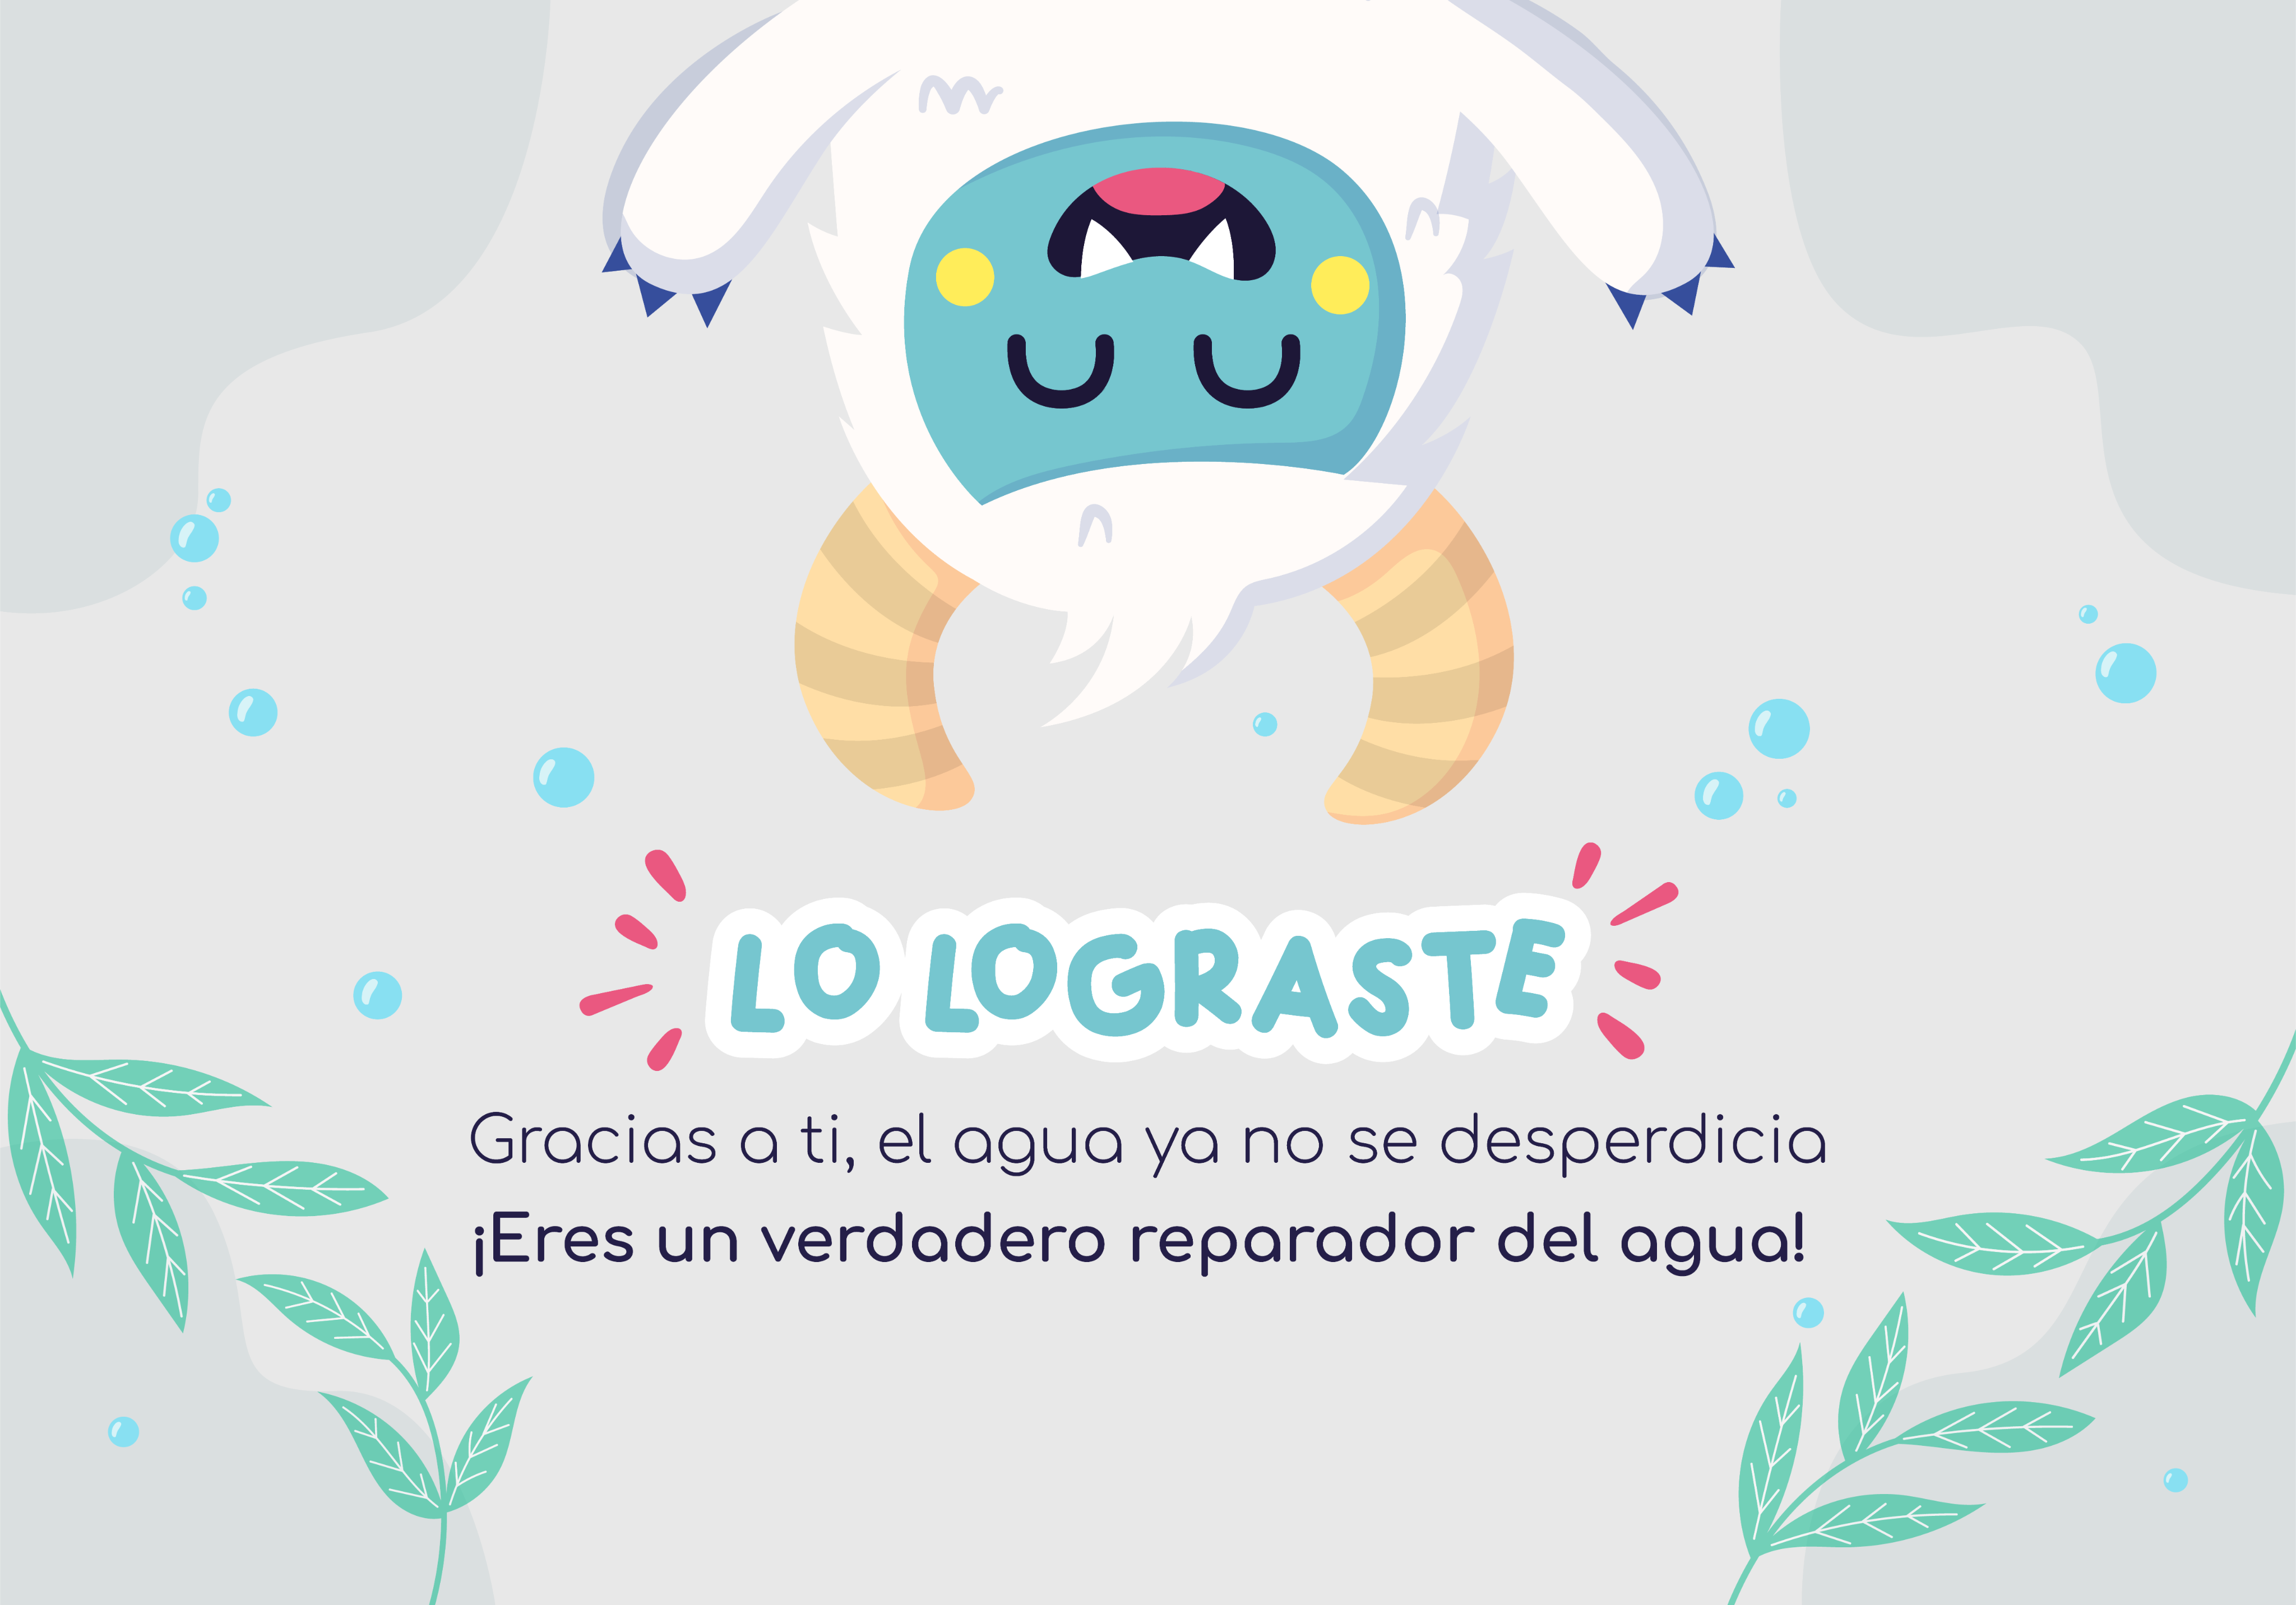 LO LOGRASTE
Gracias a ti, el agua ya no se desperdicia
¡Eres un verdadero reparador del agua!